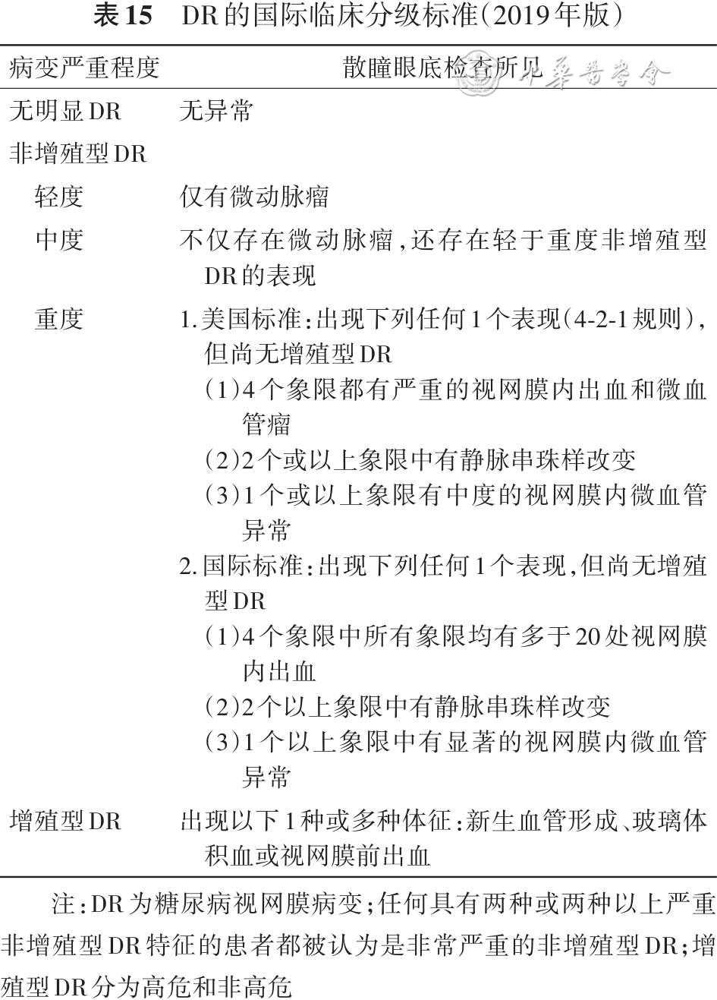 表15 DR的国际临床分级标准(2019年版)
病变严重程度 散瞳眼底检查所见
中华医学会
无明显DR 无异常
非增殖型DR
轻度 仅有微动脉瘤
中度 不仅存在微动脉瘤,还存在轻于重度非增殖型
DR的表现
重度 1.美国标准:出现下列任何1个表现(4-2-1规则),
但尚无增殖型DR
(1)4个象限都有严重的视网膜内出血和微血
管瘤
(2)2个或以上象限中有静脉串珠样改变
(3)1个或以上象限有中度的视网膜内微血管
异常
2.国际标准:出现下列任何1个表现,但尚无增殖
型DR
(1)4个象限中所有象限均有多于20处视网膜
内出血
(2)2个以上象限中有静脉串珠样改变
(3)1个以上象限中有显著的视网膜内微血管
异常
增殖型DR 出现以下1种或多种体征:新生血管形成、玻璃体
积血或视网膜前出血
注:DR为糖尿病视网膜病变;任何具有两种或两种以上严重
非增殖型DR特征的患者都被认为是非常严重的非增殖型DR;增
殖型DR分为高危和非高危